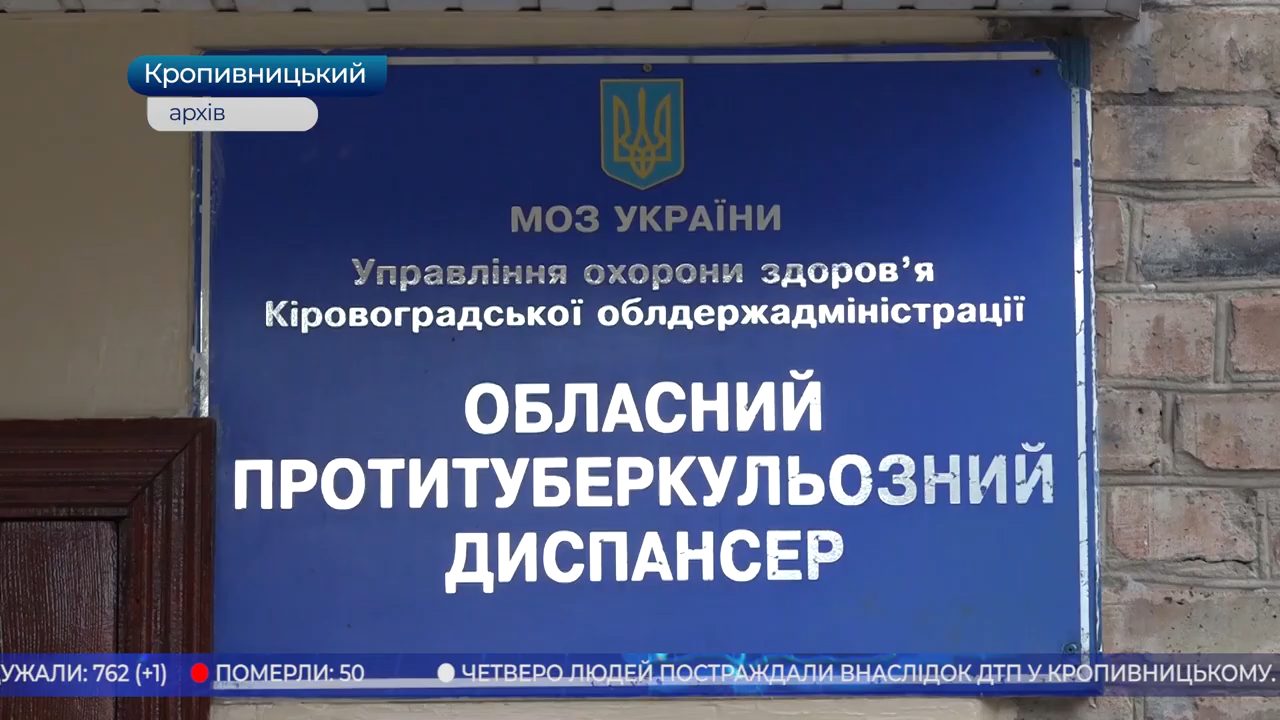 Кропивницький
архів
МОЗ УКРАЇНИ
Управління охорони здоров'я
Кіровоградської облдержадміністрації
ОБЛАСНИЙ
ПРОТИТУБЕРКУЛЬОЗНИЙ
ДИСПАНСЕР
УЖАЛИ: 762 (+1) ПОМЕРЛИ: 50 ЧЕТВЕРО ЛЮДЕЙ ПОСТРАЖДАЛИ ВНАСЛІДОК ДТП У КРОПИВНИЦЬКОМУ.